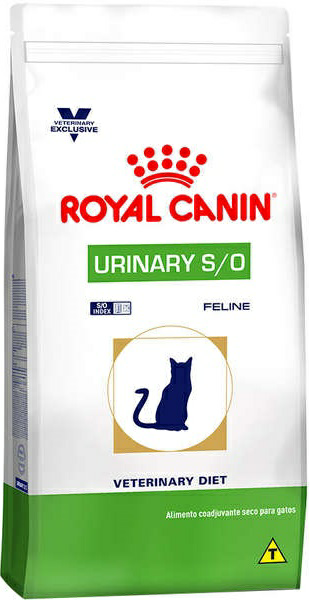 VETERINARY
EXCLUSIVE
ROYAL CANIN
URINARY S/O
S/O
INDEX
FELINE
VETERINARY DIET
Alimento coadjuvante seco para gatos
T